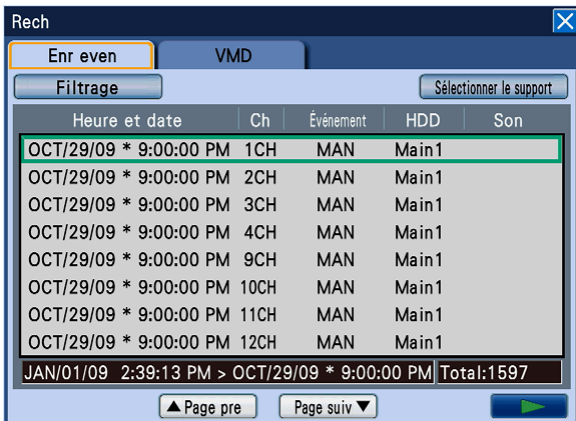 Rech
Enr even VMD
Filtrage Sélectionner le support
Heure et date Ch Événement HDD Son
OCT/29/09 * 9:00:00 PM 1CH MAN Main1
OCT/29/09 * 9:00:00 PM 2CH MAN Main1
OCT/29/09 * 9:00:00 PM 3CH MAN Main1
OCT/29/09 * 9:00:00 PM 4CH MAN Main1
OCT/29/09 * 9:00:00 PM 9CH MAN Main1
OCT/29/09 * 9:00:00 PM 10CH MAN Main1
OCT/29/09 * 9:00:00 PM 11CH MAN Main1
OCT/29/09 * 9:00:00 PM 12CH MAN Main1
JAN/01/09 2:39:13 PM > OCT/29/09 * 9:00:00 PM Total:1597
▲ Page pre Page suiv ▼